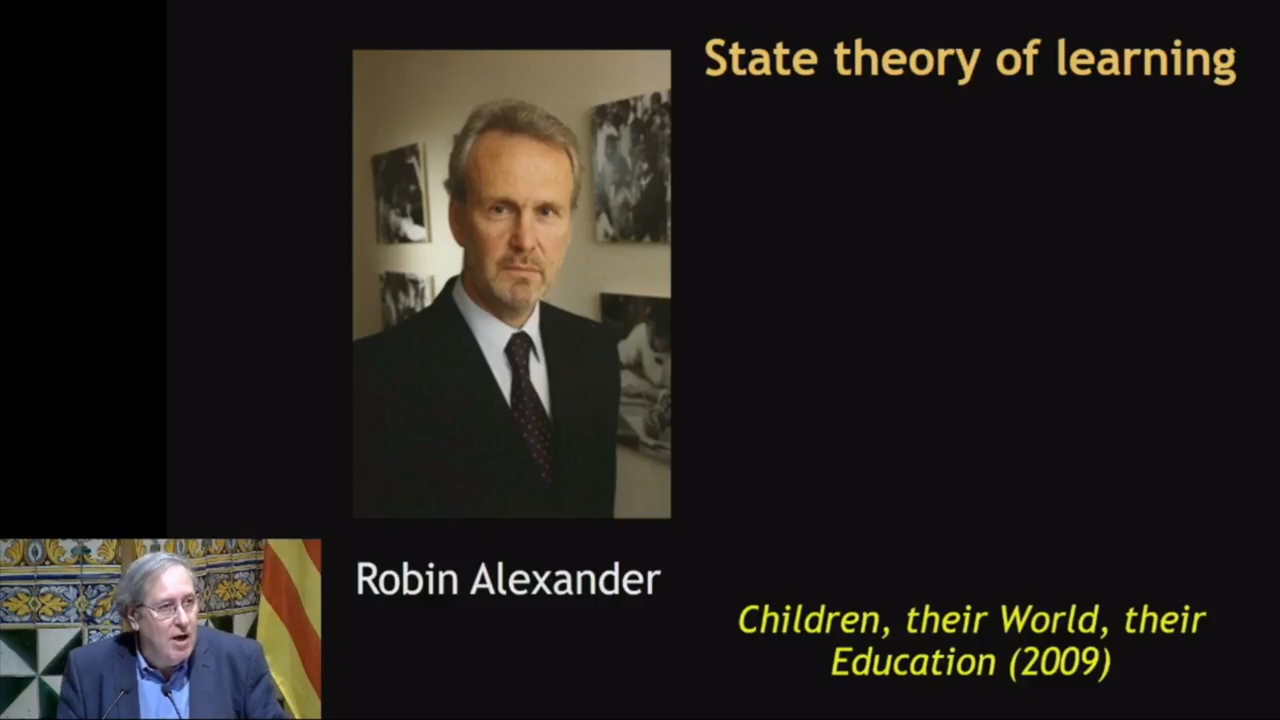 State theory of learning
Robin Alexander
Children, their World, their
Education (2009)